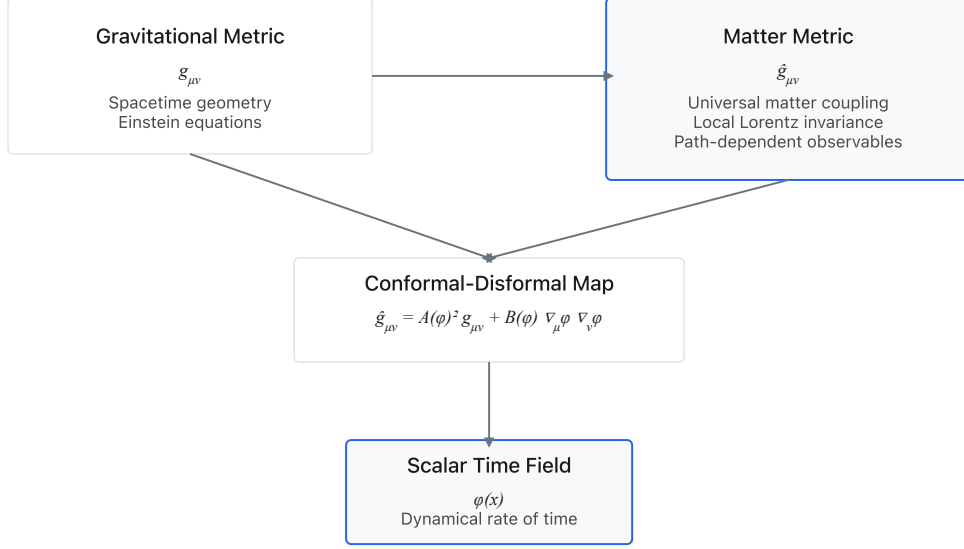 Gravitational Metric
g_μν
Spacetime geometry
Einstein equations
Matter Metric
ĝ_μν
Universal matter coupling
Local Lorentz invariance
Path-dependent observables
Conformal-Disformal Map
ĝ_μν = A(φ)² g_μν + B(φ) ∇_μφ ∇_νφ
Scalar Time Field
φ(x)
Dynamical rate of time